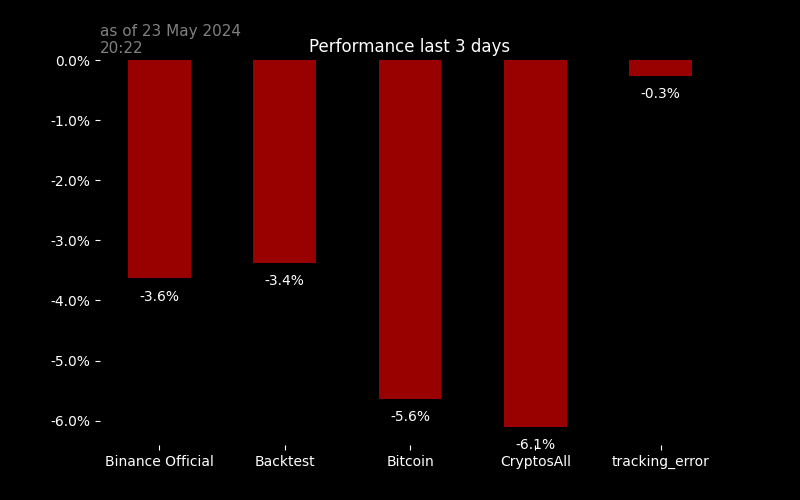 as of 23 May 2024
20:22
Performance last 3 days
0.0%
-1.0%
-2.0%
-3.0%
-4.0%
-5.0%
-6.0%
-3.6%
-3.4%
-5.6%
-6.1%
-0.3%
Binance Official
Backtest
Bitcoin
CryptosAll
tracking_error